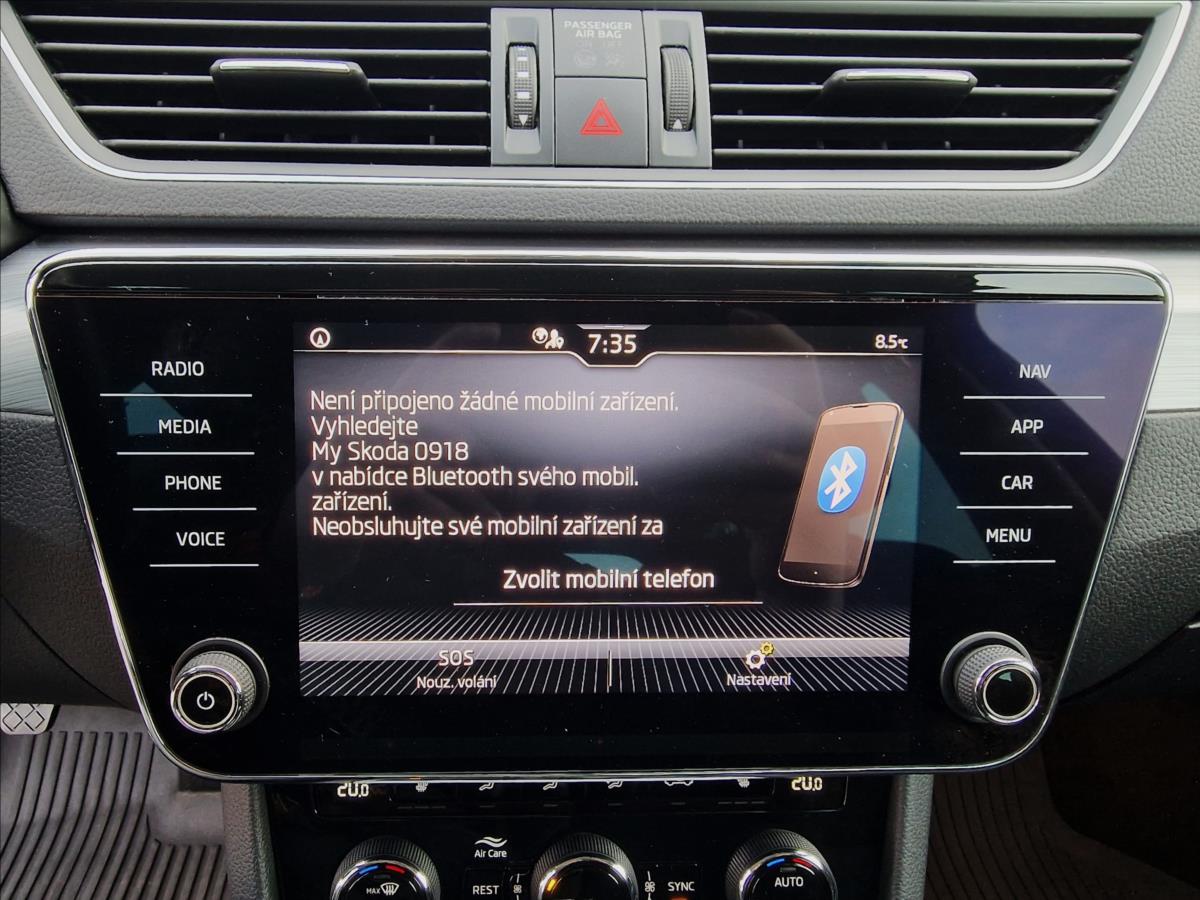 PASSENGER
AIR BAG
ON OFF
7:35
8.5°C
RADIO
MEDIA
PHONE
VOICE
Není připojeno žádné mobilní zařízení.
Vyhledejte
My Skoda 0918
v nabídce Bluetooth svého mobil.
zařízení.
Neobsluhujte své mobilní zařízení za
Zvolit mobilní telefon
SOS
Nouz. volání
Nastavení
NAV
APP
CAR
MENU
20.0
20.0
Air Care
MAX
REST
SYNC
AUTO